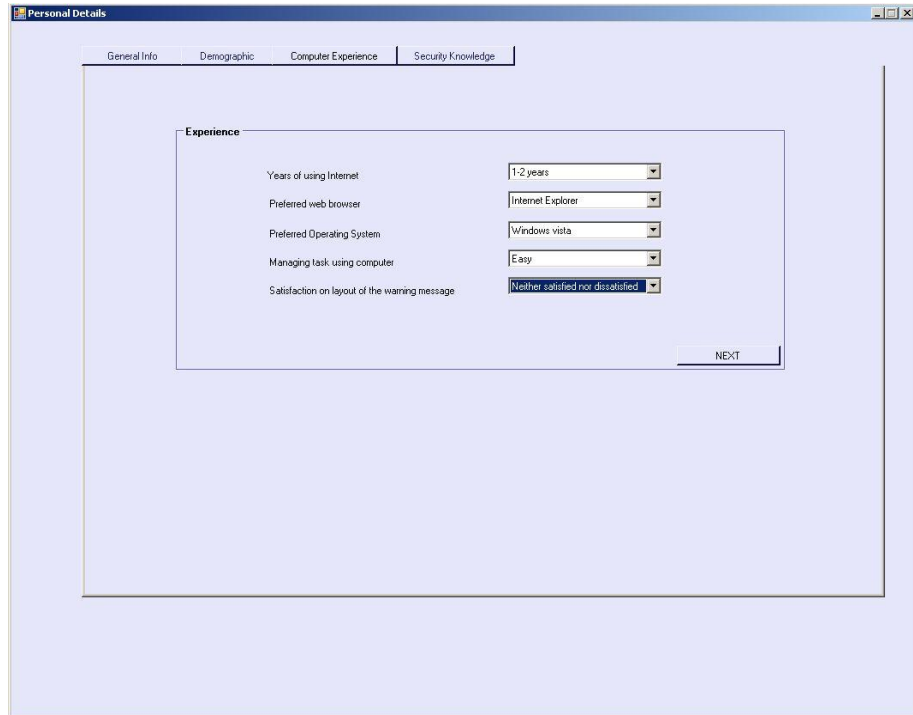 Personal Details
General Info Demographic Computer Experience Security Knowledge
Experience
Years of using Internet 1-2 years
Preferred web browser Internet Explorer
Preferred Operating System Windows vista
Managing task using computer Easy
Satisfaction on layout of the warning message Neither satisfied nor dissatisfied
NEXT